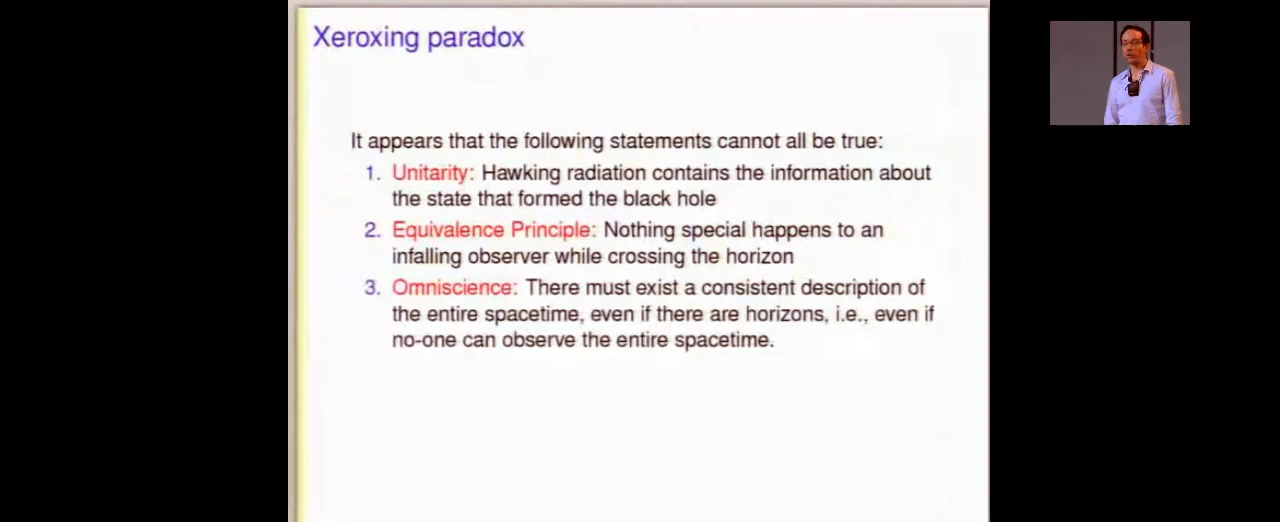 Xeroxing paradox
It appears that the following statements cannot all be true:
1. Unitarity: Hawking radiation contains the information about
the state that formed the black hole
2. Equivalence Principle: Nothing special happens to an
infalling observer while crossing the horizon
3. Omniscience: There must exist a consistent description of
the entire spacetime, even if there are horizons, i.e., even if
no-one can observe the entire spacetime.